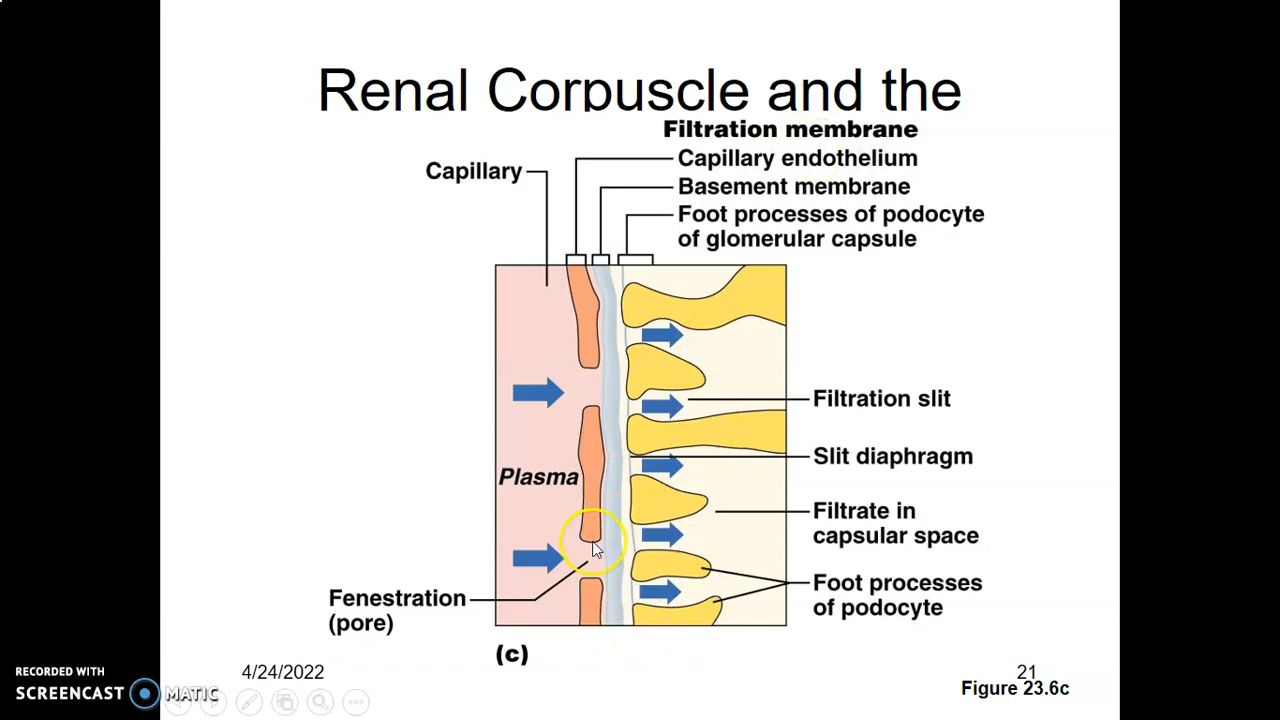 Renal Corpuscle and the
Filtration membrane
Capillary endothelium
Capillary
Basement membrane
Foot processes of podocyte
of glomerular capsule
Filtration slit
Slit diaphragm
Plasma
Filtrate in
capsular space
Foot processes
of podocyte
Fenestration
(pore)
(c)
4/24/2022
21
Figure 23.6c
RECORDED WITH
SCREENCAST MATIC